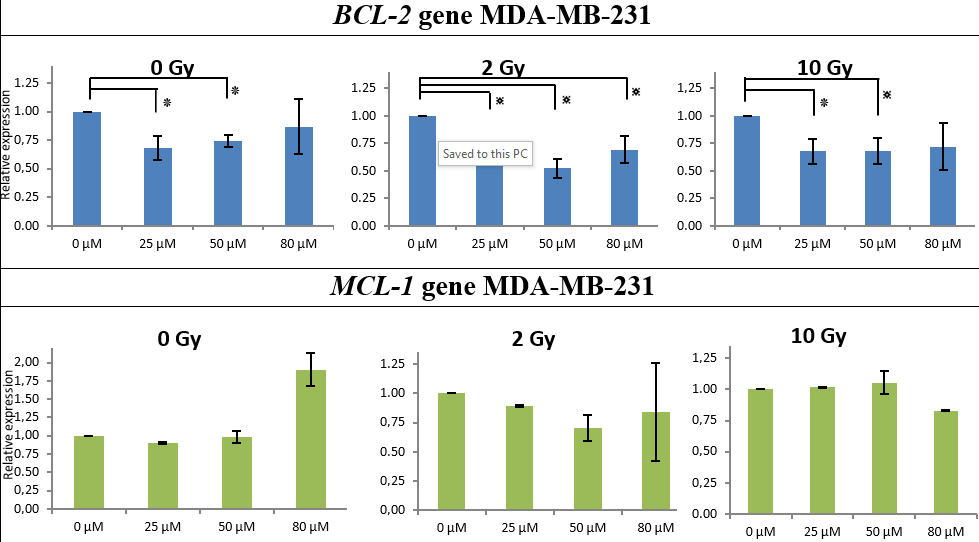 BCL-2 gene MDA-MB-231
0 Gy
Relative expression
1.25
1.00
0.75
0.50
0.25
0.00
0 µM 25 µM 50 µM 80 µM
※ ※
2 Gy
1.25
1.00
0.75
0.50
0.25
0.00
0 µM 25 µM 50 µM 80 µM
※ ※ ※
Saved to this PC
10 Gy
1.25
1.00
0.75
0.50
0.25
0.00
0 µM 25 µM 50 µM 80 µM
※ ※
MCL-1 gene MDA-MB-231
0 Gy
Relative expression
2,00
1,75
1,50
1,25
1,00
0,75
0,50
0,25
0,00
0 µM 25 µM 50 µM 80 µM
2 Gy
1,25
1,00
0,75
0,50
0,25
0,00
0 µM 25 µM 50 µM 80 µM
10 Gy
1,25
1.00
0,75
0.50
0,25
0.00
0 µM 25 µM 50 µM 80 µM